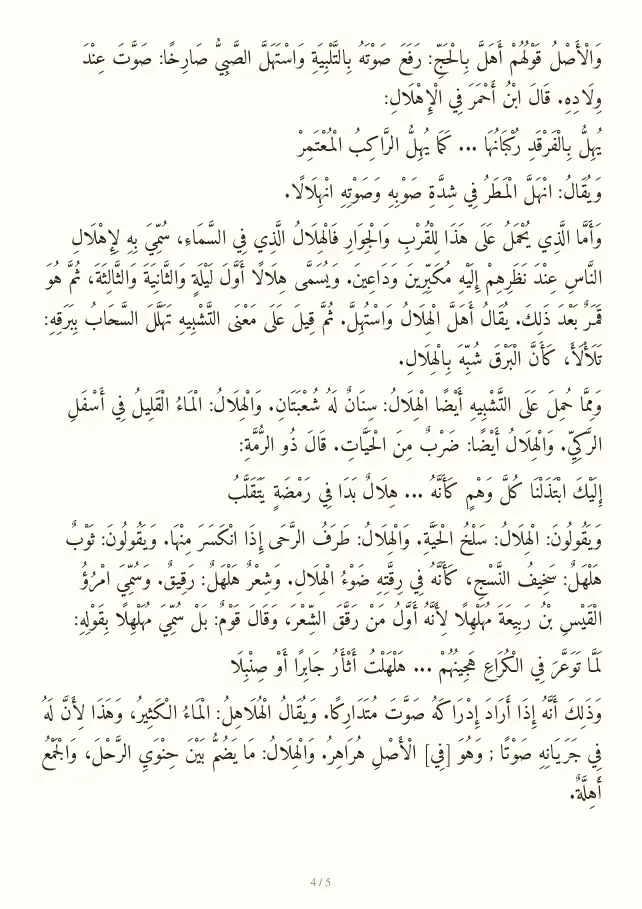 وَالْأَصْلُ قَوْلُهُمْ أَهَلَّ بِالْحَجِّ: رَفَعَ صَوْتَهُ بِالتَّلْبِيَةِ وَاسْتَهَلَّ الصَّبِيُّ صَارِخًا: صَوَّتَ عِنْدَ
وِلَادِهِ. قَالَ ابْنُ أَحْمَرَ فِي الْإِهْلَالِ:
يُهِلُّ بِالْفَرْقَدِ رُكْبَانُهَا ... كَمَا يُهِلُّ الرَّاكِبُ الْمُعْتَمِرْ
وَيُقَالُ: انْهَلَّ الْمَطَرُ فِي شِدَّةِ صَوْبِهِ وَصَوْتِهِ انْهِلَالًا.
وَأَمَّا الَّذِي يُحْمَلُ عَلَى هَذَا لِلْقُرْبِ وَالْجِوَارِ فَالْهِلَالُ الَّذِي فِي السَّمَاءِ، سُمِّيَ بِهِ لِإِهْلَالِ
النَّاسِ عِنْدَ نَظَرِهِمْ إِلَيْهِ مُكَبِّرِينَ وَدَاعِينَ. وَيُسَمَّى هِلَالًا أَوَّلَ لَيْلَةٍ وَالثَّانِيَةَ وَالثَّالِثَةَ، ثُمَّ هُوَ
قَمَرٌ بَعْدَ ذَلِكَ. يُقَالُ أَهَلَّ الْهِلَالُ وَاسْتُهِلَّ. ثُمَّ قِيلَ عَلَى مَعْنَى التَّشْبِيهِ تَهَلَّلَ السَّحَابُ بِبَرَقِهِ:
تَلَأْلَأَ، كَأَنَّ الْبَرْقَ شُبِّهَ بِالْهِلَالِ.
وَمِمَّا حُمِلَ عَلَى التَّشْبِيهِ أَيْضًا الْهِلَالُ: سِنَانٌ لَهُ شُعْبَتَانِ. وَالْهِلَالُ: الْمَاءُ الْقَلِيلُ فِي أَسْفَلِ
الرَّكِيِّ. وَالْهِلَالُ أَيْضًا: ضَرْبٌ مِنَ الْحَيَّاتِ. قَالَ ذُو الرُّمَّةِ:
إِلَيْكَ ابْتَذَلْنَا كُلَّ وَهْمٍ كَأَنَّهُ ... هِلَالٌ بَدَا فِي رَمْضَةٍ يَتَقَلَّبُ
وَيَقُولُونَ: الْهِلَالُ: سَلْخُ الْحَيَّةِ. وَالْهِلَالُ: طَرَفُ الرَّحَى إِذَا انْكَسَرَ مِنْهَا. وَيَقُولُونَ: ثَوْبٌ
هَلْهَلٌ: سَخِيفُ النَّسْجِ، كَأَنَّهُ فِي رِقَّتِهِ ضَوْءُ الْهِلَالِ. وَشِعْرٌ هَلْهَلٌ: رَقِيقٌ. وَسُمِّيَ امْرُؤُ
الْقَيْسِ بْنُ رَبِيعَةَ مُهَلْهِلًا لِأَنَّهُ أَوَّلُ مَنْ رَقَّقَ الشِّعْرَ، وَقَالَ قَوْمٌ: بَلْ سُمِّيَ مُهَلْهِلًا بِقَوْلِهِ:
لَمَّا تَوَعَّرَ فِي الْكُرَاعِ هَجِينُهُمْ ... هَلْهَلْتُ أَثْأَرُ جَابِرًا أَوْ صِنْبِلَا
وَذَلِكَ أَنَّهُ إِذَا أَرَادَ إِدْرَاكَهُ صَوَّتَ مُتَدَارِكًا. وَيُقَالُ الْهُلَاهِلُ: الْمَاءُ الْكَثِيرُ، وَهَذَا لِأَنَّ لَهُ
فِي جَرَيَانِهِ صَوْتًا ; وَهُوَ [فِي] الْأَصْلِ هُرَاهِرُ. وَالْهِلَالُ: مَا يَضُمُّ بَيْنَ حِنْوَيِ الرَّحْلَ، وَالْجَمْعُ
أَهِلَّةٌ.
4 / 5